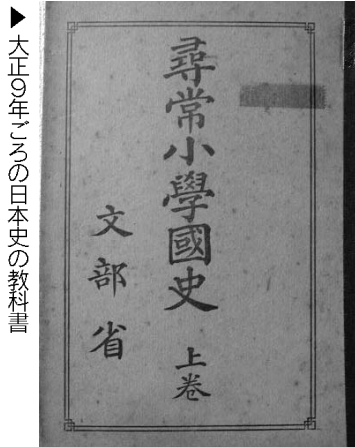 ▶大正9年ごろの日本史の教科書
尋常小學國史 上巻
文部省